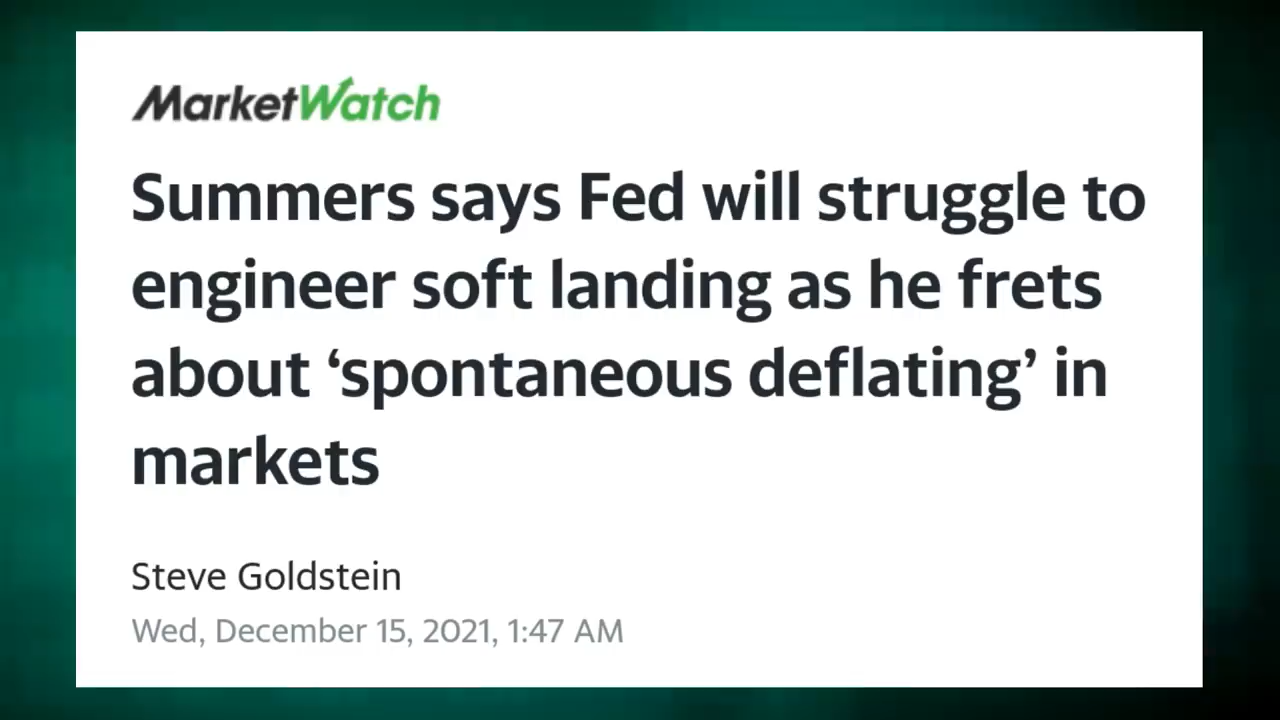 MarketWatch
Summers says Fed will struggle to
engineer soft landing as he frets
about ‘spontaneous deflating’ in
markets
Steve Goldstein
Wed, December 15, 2021, 1:47 AM